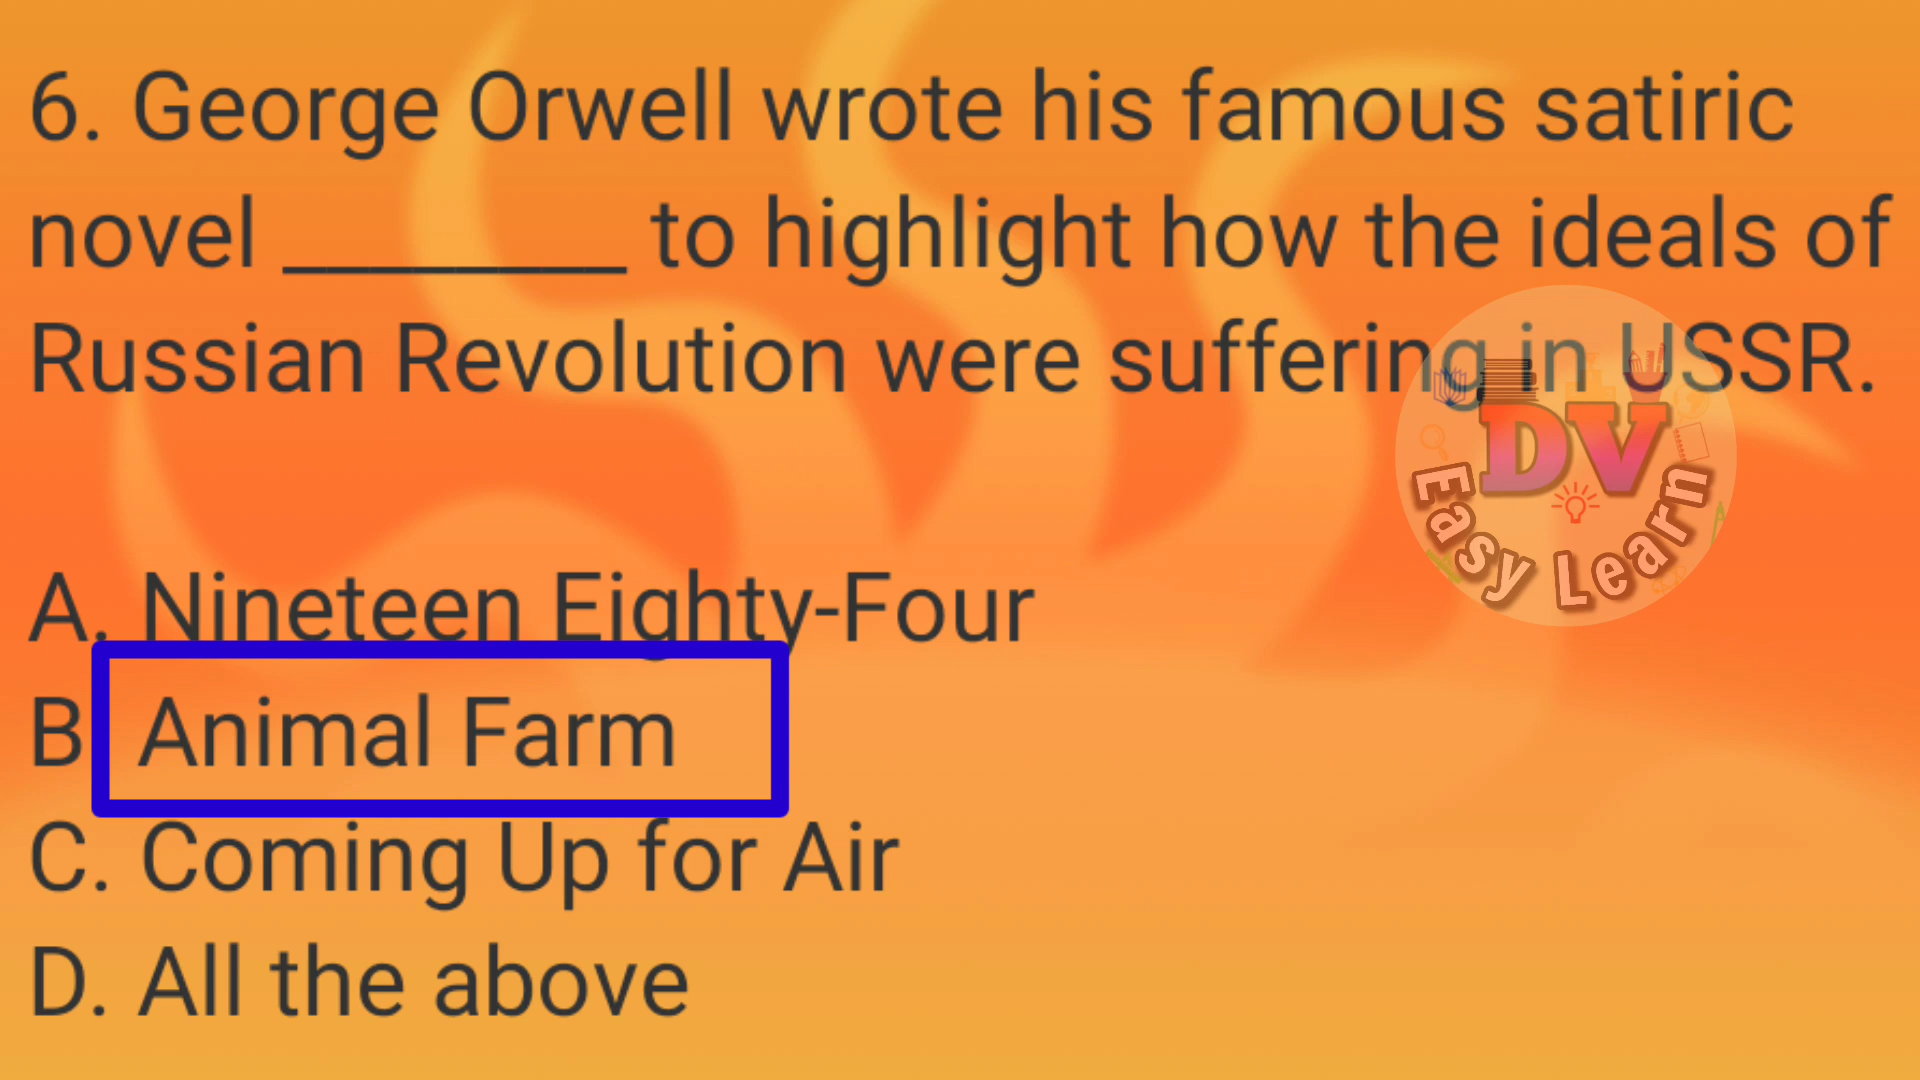 6. George Orwell wrote his famous satiric
novel ________ to highlight how the ideals of
Russian Revolution were suffering in USSR.
DV
Easy Learn
A. Nineteen Eighty-Four
B. Animal Farm
C. Coming Up for Air
D. All the above